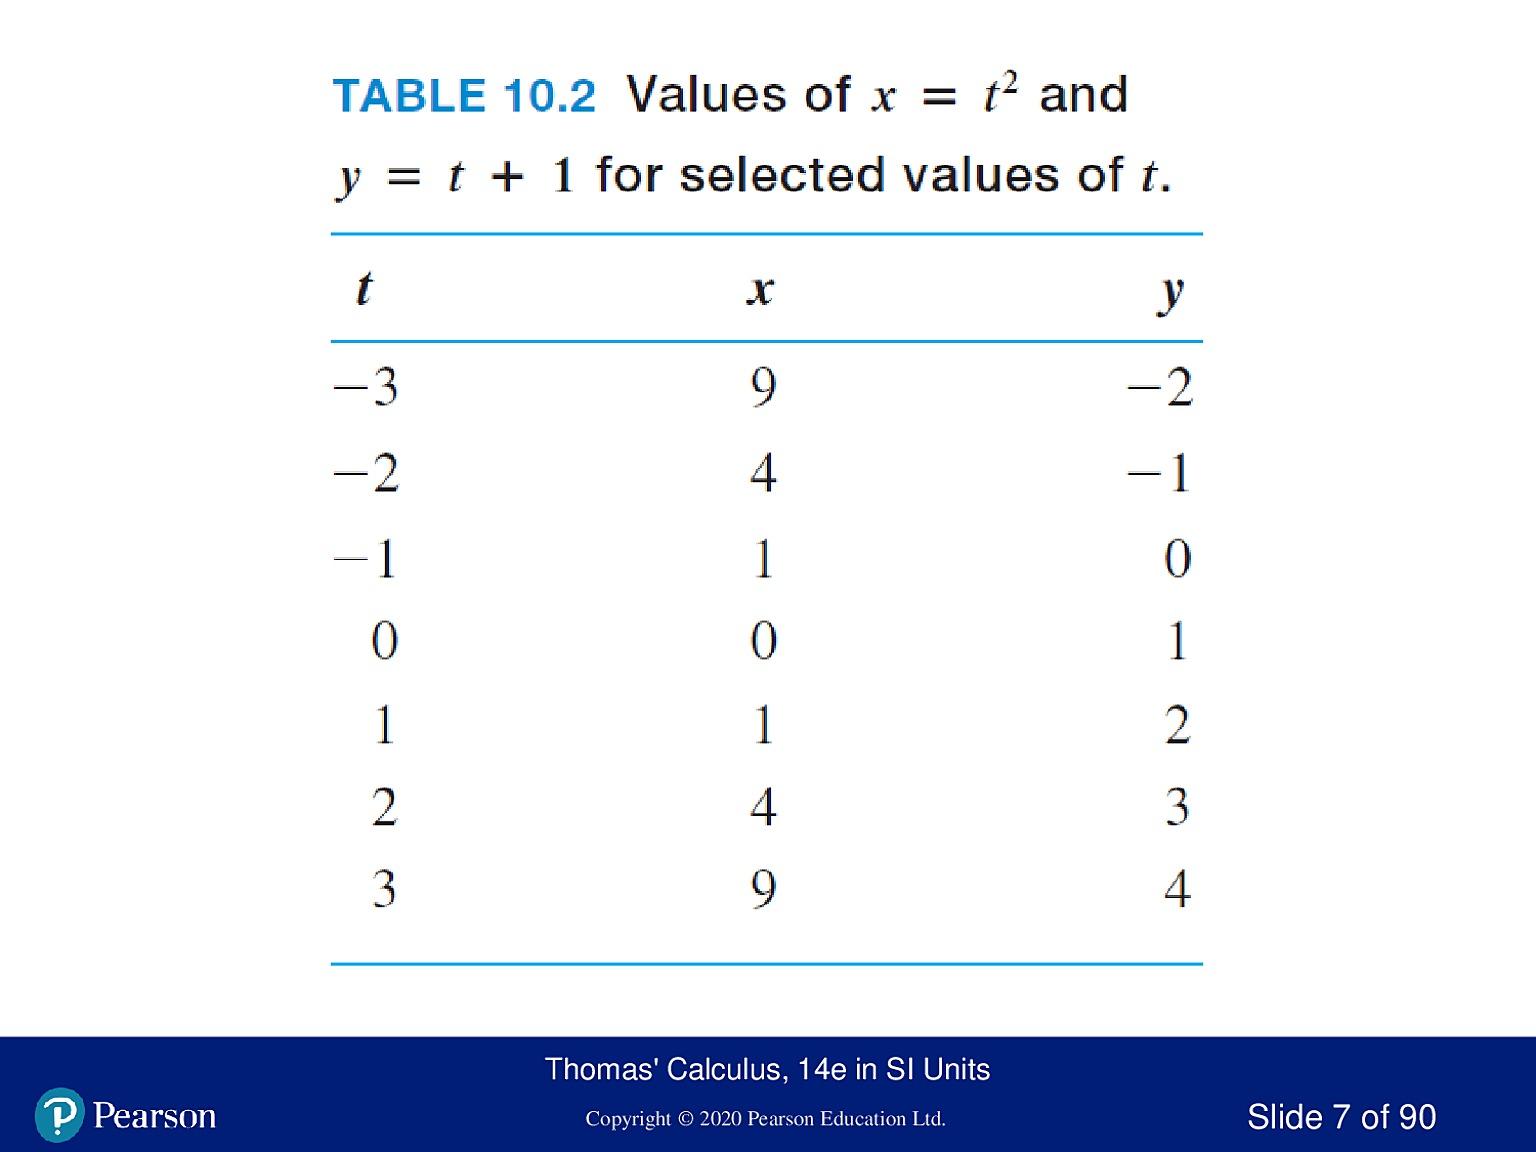 TABLE 10.2 Values of x = t² and
y = t + 1 for selected values of t.
t x y
−3 9 −2
−2 4 −1
−1 1 0
0 0 1
1 1 2
2 4 3
3 9 4
Thomas' Calculus, 14e in SI Units
Pearson Copyright © 2020 Pearson Education Ltd. Slide 7 of 90